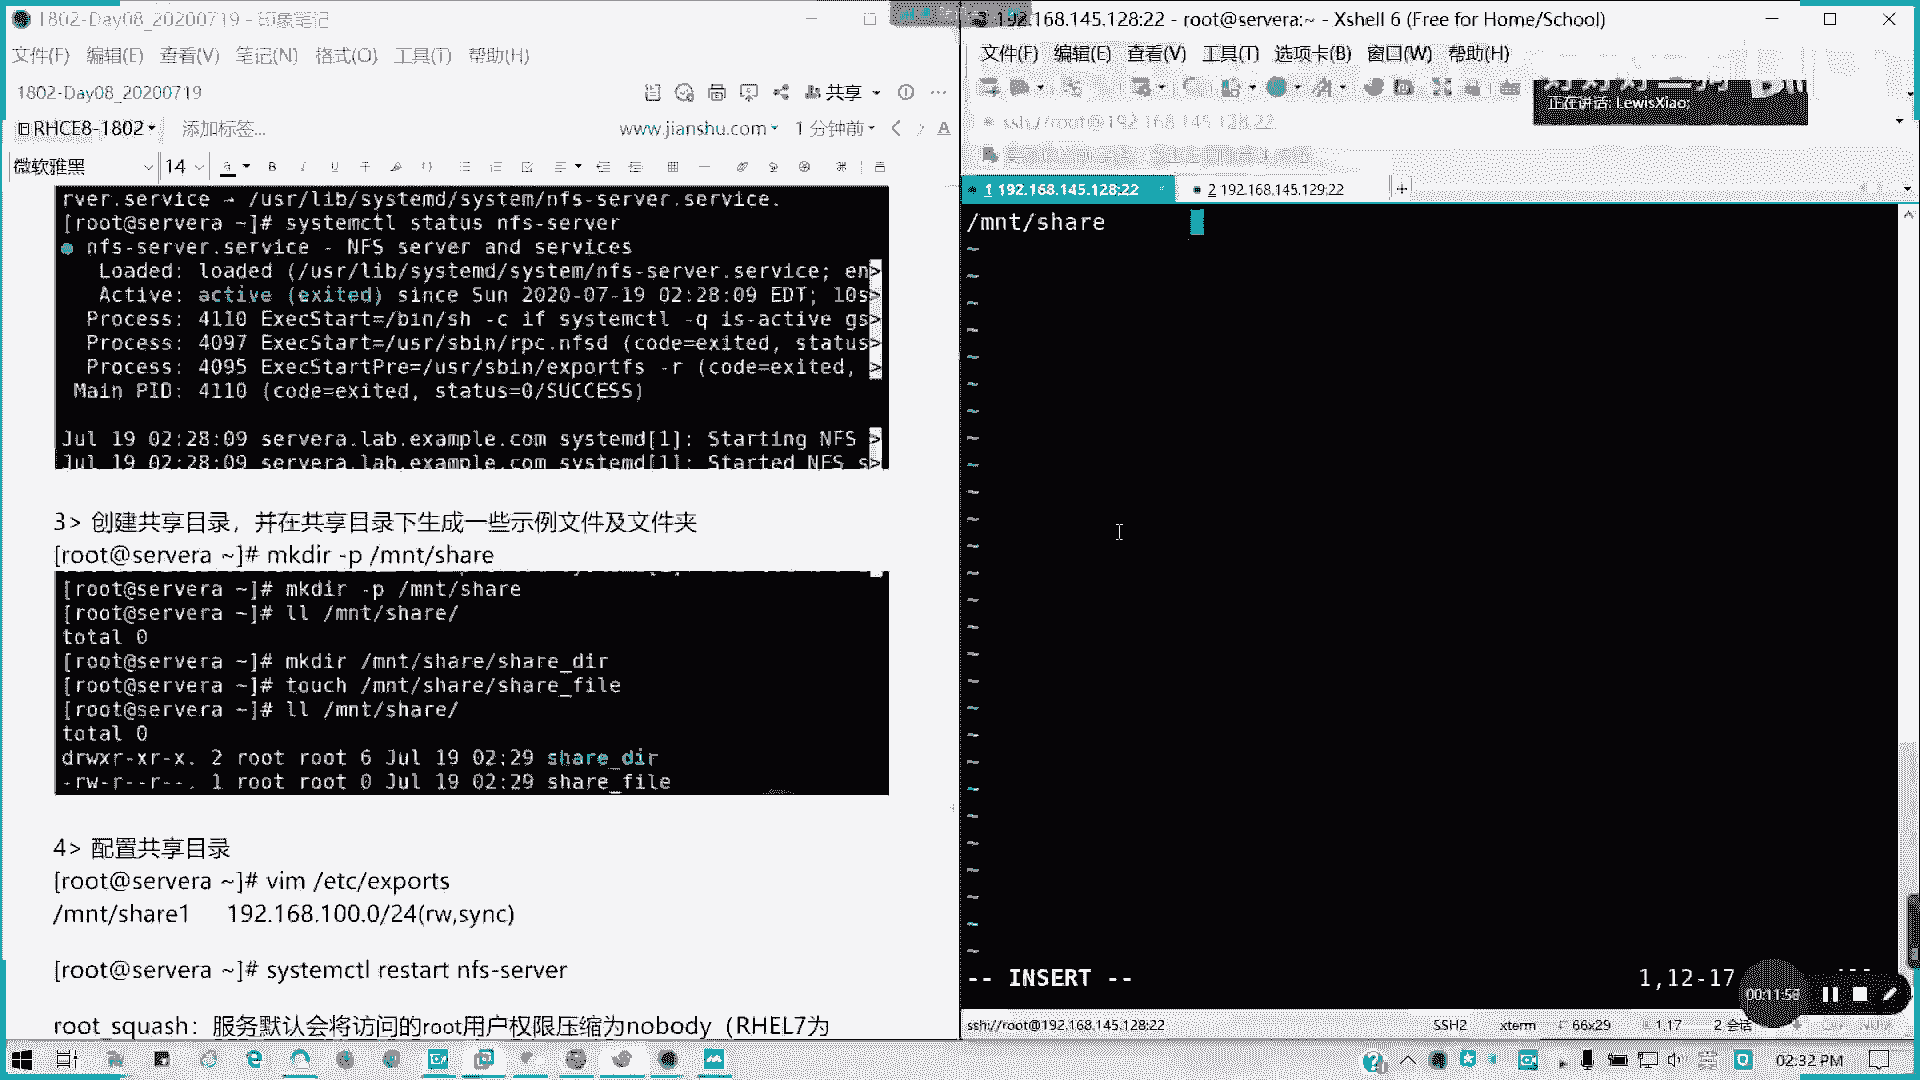 1802-Day08_20200719 - 印象笔记
文件(F) 编辑(E) 查看(V) 笔记(N) 格式(O) 工具(T) 帮助(H)
1802-Day08_20200719
共享
RHCE8-1802
添加标签...
www.jianshu.com
1 分钟前
微软雅黑
14
rver.service → /usr/lib/systemd/system/nfs-server.service.
[root@servera ~]# systemctl status nfs-server
● nfs-server.service - NFS server and services
Loaded: loaded (/usr/lib/systemd/system/nfs-server.service; en>
Active: active (exited) since Sun 2020-07-19 02:28:09 EDT; 10s>
Process: 4110 ExecStart=/bin/sh -c if systemctl -q is-active gs>
Process: 4097 ExecStart=/usr/sbin/rpc.nfsd (code=exited, status>
Process: 4095 ExecStartPre=/usr/sbin/exportfs -r (code=exited, >
Main PID: 4110 (code=exited, status=0/SUCCESS)
Jul 19 02:28:09 servera.lab.example.com systemd[1]: Starting NFS >
Jul 19 02:28:09 servera.lab.example.com systemd[1]: Started NFS s>
3> 创建共享目录，并在共享目录下生成一些示例文件及文件夹
[root@servera ~]# mkdir -p /mnt/share
[root@servera ~]# mkdir -p /mnt/share
[root@servera ~]# ll /mnt/share/
total 0
[root@servera ~]# mkdir /mnt/share/share_dir
[root@servera ~]# touch /mnt/share/share_file
[root@servera ~]# ll /mnt/share/
total 0
drwxr-xr-x. 2 root root 6 Jul 19 02:29 share_dir
-rw-r--r--. 1 root root 0 Jul 19 02:29 share_file
4> 配置共享目录
[root@servera ~]# vim /etc/exports
/mnt/share1 192.168.100.0/24(rw,sync)
[root@servera ~]# systemctl restart nfs-server
root_squash：服务默认会将访问的root用户权限压缩为nobody（RHEL7为
192.168.145.128:22 - root@servera:~ - Xshell 6 (Free for Home/School)
文件(F) 编辑(E) 查看(V) 工具(T) 选项卡(B) 窗口(W) 帮助(H)
正在讲话: LewisXiao;
ssh://root@192.168.145.128:22
1 192.168.145.128:22
2 192.168.145.129:22
/mnt/share
-- INSERT --
1,12-17
00:11:53
ssh://root@192.168.145.128:22
SSH2
xterm
66x29
1,17
2 会话
02:32 PM